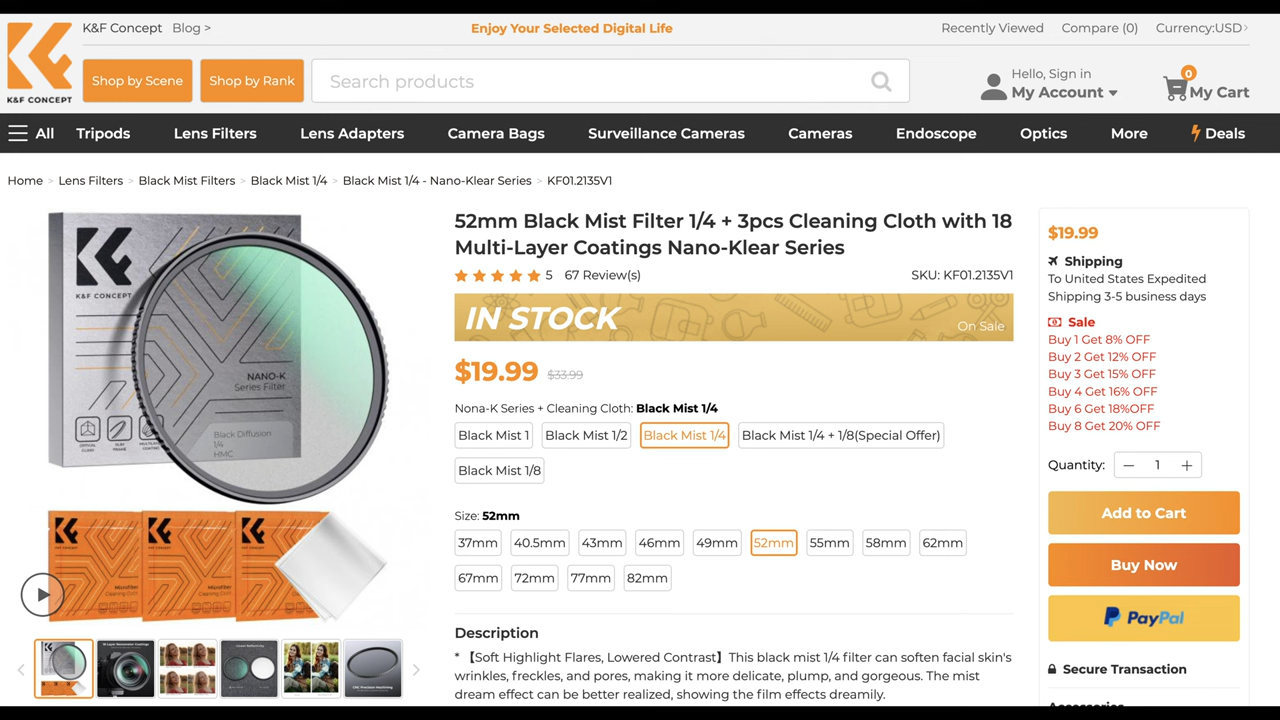 K&F Concept Blog >
Enjoy Your Selected Digital Life
Recently Viewed Compare (0) Currency:USD>
K&F CONCEPT
Shop by Scene Shop by Rank Search products
Hello, Sign in
My Account
0
My Cart
All Tripods Lens Filters Lens Adapters Camera Bags Surveillance Cameras Cameras Endoscope Optics More Deals
Home > Lens Filters > Black Mist Filters > Black Mist 1/4 > Black Mist 1/4 - Nano-Klear Series > KF01.2135V1
K&F CONCEPT
NANO-K
Series Filter
Black Diffusion
1/4
HMC
52mm Black Mist Filter 1/4 + 3pcs Cleaning Cloth with 18
Multi-Layer Coatings Nano-Klear Series
5 67 Review(s) SKU: KF01.2135V1
IN STOCK
On Sale
$19.99 $33.99
Nona-K Series + Cleaning Cloth: Black Mist 1/4
Black Mist 1 Black Mist 1/2 Black Mist 1/4 Black Mist 1/4 + 1/8(Special Offer)
Black Mist 1/8
Size: 52mm
37mm 40.5mm 43mm 46mm 49mm 52mm 55mm 58mm 62mm
67mm 72mm 77mm 82mm
Description
* 【Soft Highlight Flares, Lowered Contrast】This black mist 1/4 filter can soften facial skin's
wrinkles, freckles, and pores, making it more delicate, plump, and gorgeous. The mist
dream effect can be better realized, showing the film effects dreamily.
$19.99
Shipping
To United States Expedited
Shipping 3-5 business days
Sale
Buy 1 Get 8% OFF
Buy 2 Get 12% OFF
Buy 3 Get 15% OFF
Buy 4 Get 16% OFF
Buy 6 Get 18%OFF
Buy 8 Get 20% OFF
Quantity: — 1 +
Add to Cart
Buy Now
PayPal
Secure Transaction
Accessories